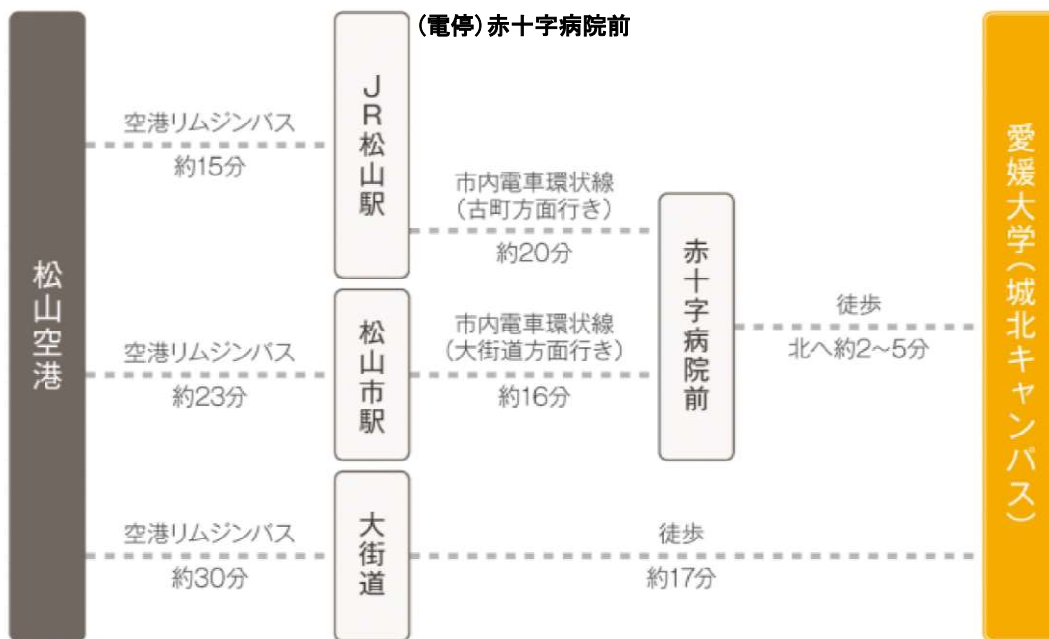 (電停)赤十字病院前
松山空港
空港リムジンバス
約15分
JR松山駅
市内電車環状線
(古町方面行き)
約20分
空港リムジンバス
約23分
松山市駅
市内電車環状線
(大街道方面行き)
約16分
赤十字病院前
徒歩
北へ約2~5分
空港リムジンバス
約30分
大街道
徒歩
約17分
愛媛大学(城北キャンパス)